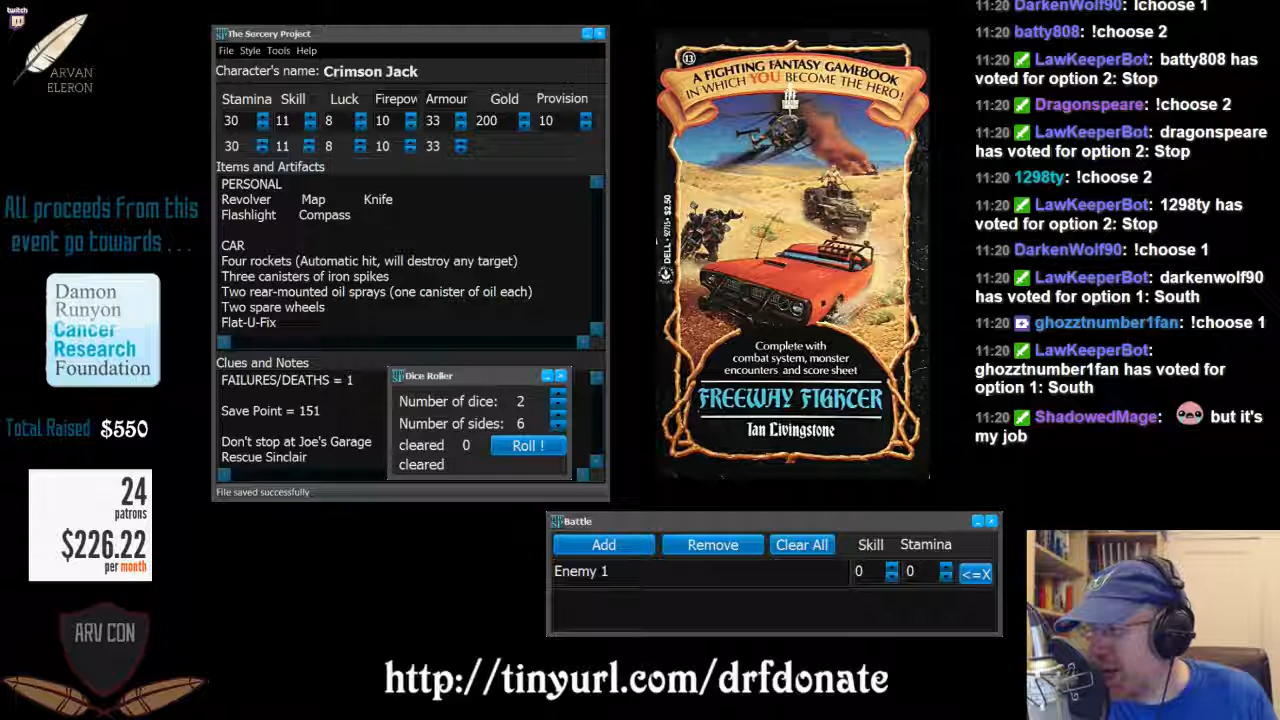 twitch
ARVAN
ELERON
All proceeds from this
event go towards . . .
Damon
Runyon
Cancer
Research
Foundation
Total Raised $550
24
patrons
$226.22
per month
ARV CON
The Sorcery Project
File Style Tools Help
Character's name: Crimson Jack
Stamina Skill Luck Firepow Armour Gold Provision
30 11 8 10 33 200 10
30 11 8 10 33
Items and Artifacts
PERSONAL
Revolver Map Knife
Flashlight Compass
CAR
Four rockets (Automatic hit, will destroy any target)
Three canisters of iron spikes
Two rear-mounted oil sprays (one canister of oil each)
Two spare wheels
Flat-U-Fix
Clues and Notes
FAILURES/DEATHS = 1
Save Point = 151
Don't stop at Joe's Garage
Rescue Sinclair
File saved successfully
Dice Roller
Number of dice: 2
Number of sides: 6
cleared 0 Roll !
cleared
13
A FIGHTING FANTASY GAMEBOOK
IN WHICH YOU BECOME THE HERO!
DELL • 92715 • $2.50
Complete with
combat system, monster
encounters and score sheet
FREEWAY FIGHTER
Ian Livingstone
Battle
Add Remove Clear All Skill Stamina
Enemy 1 0 0 <=X
http://tinyurl.com/drfdonate
11:20 DarkenWolf90: !choose 1
11:20 batty808: !choose 2
11:20 LawKeeperBot: batty808 has
voted for option 2: Stop
11:20 Dragonspeare: !choose 2
11:20 LawKeeperBot: dragonspeare
has voted for option 2: Stop
11:20 1298ty: !choose 2
11:20 LawKeeperBot: 1298ty has
voted for option 2: Stop
11:20 DarkenWolf90: !choose 1
11:20 LawKeeperBot: darkenwolf90
has voted for option 1: South
11:20 ghozztnumber1fan: !choose 1
11:20 LawKeeperBot:
ghozztnumber1fan has voted for
option 1: South
11:20 ShadowedMage: but it's
my job